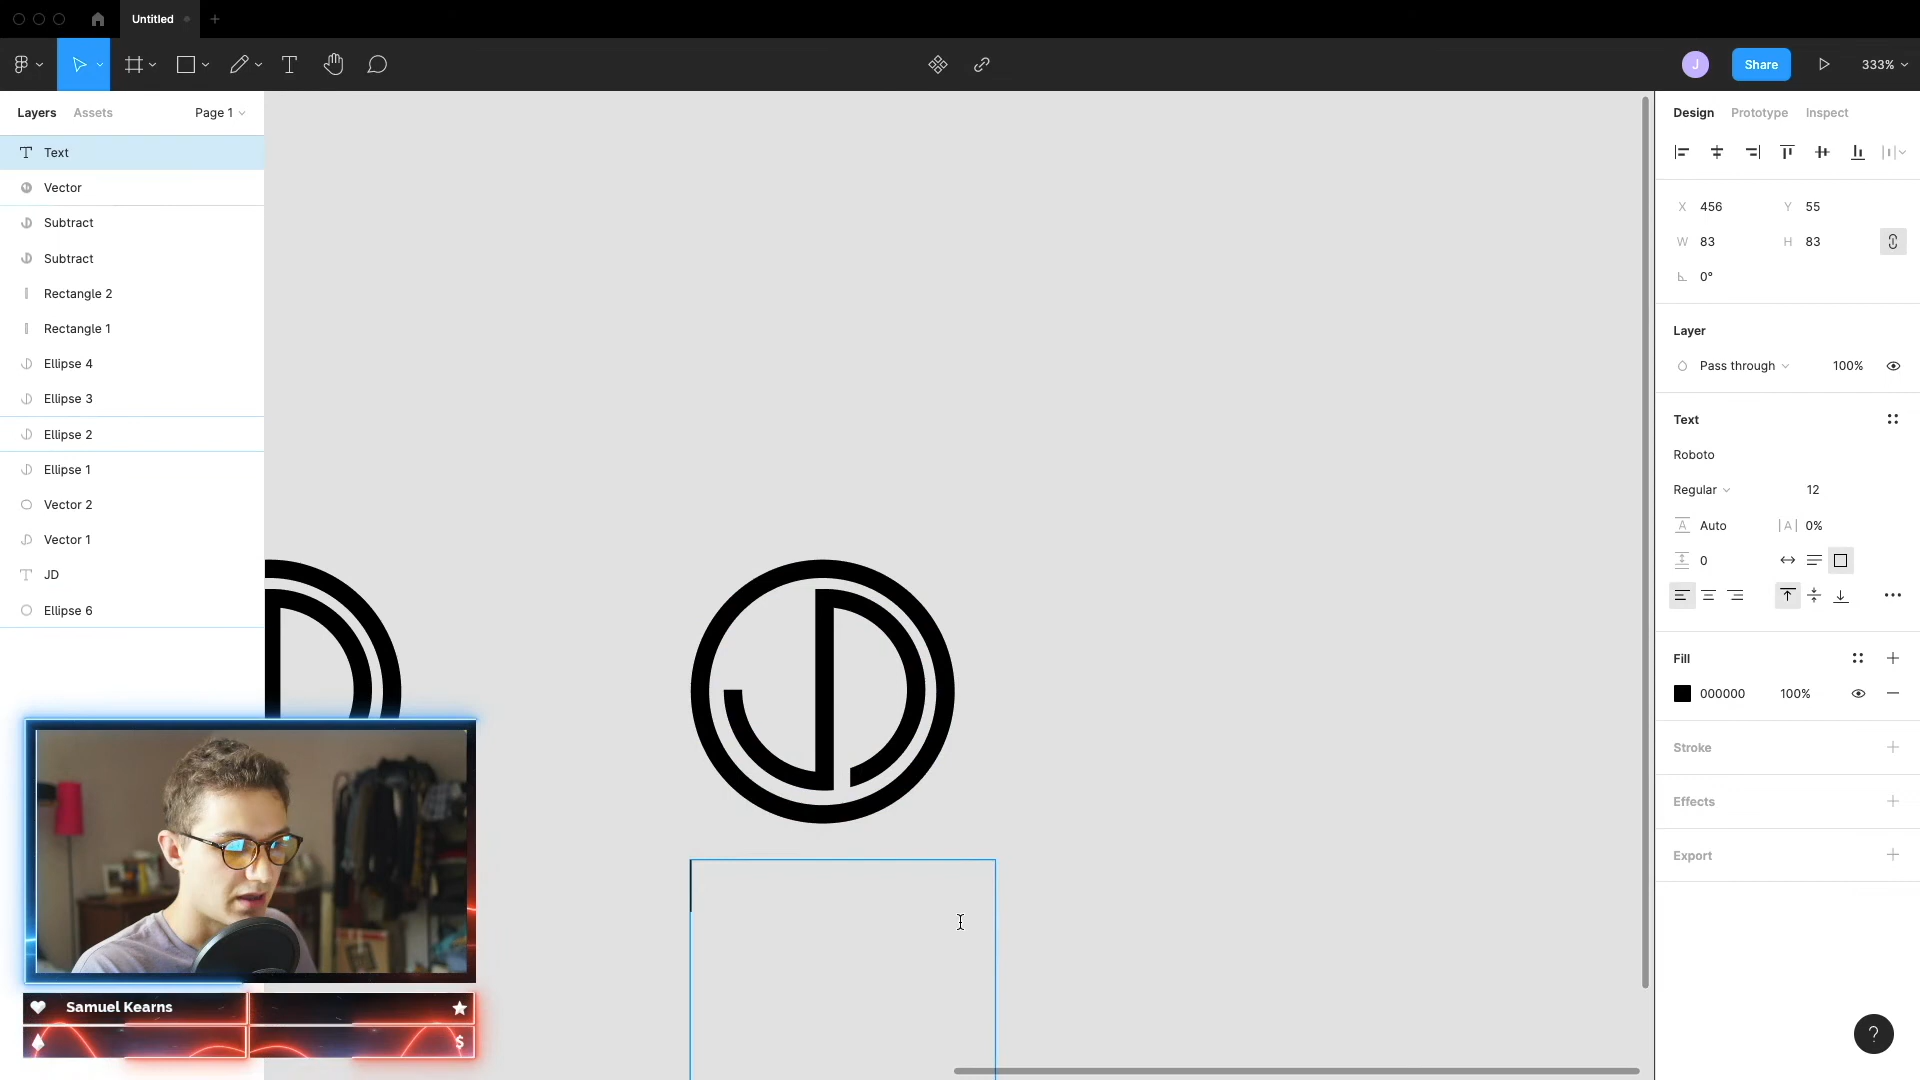 Untitled
333%
Share
J
Layers
Assets
Page 1
Design
Prototype
Inspect
Text
Vector
Subtract
Subtract
Rectangle 2
Rectangle 1
Ellipse 4
Ellipse 3
Ellipse 2
Ellipse 1
Vector 2
Vector 1
JD
Ellipse 6
X 456 Y 55
W 83 H 83
0°
Layer
Pass through 100%
Text
Roboto
Regular 12
A Auto |A| 0%
0
Fill
000000 100%
Stroke
Effects
Export
JD
Samuel Kearns
$
?